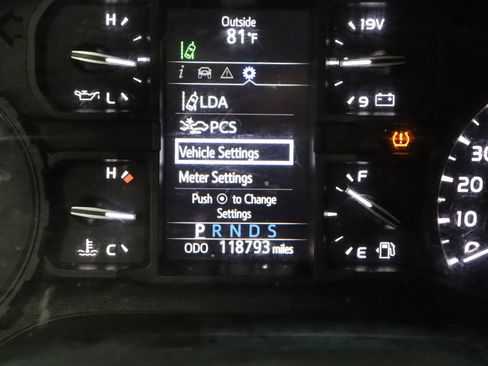 Outside
81°F
H
L
19V
9
i
LDA
PCS
Vehicle Settings
Meter Settings
Push to Change
Settings
H
C
F
E
P R N D S
ODO 118793 miles
30
20
10
0